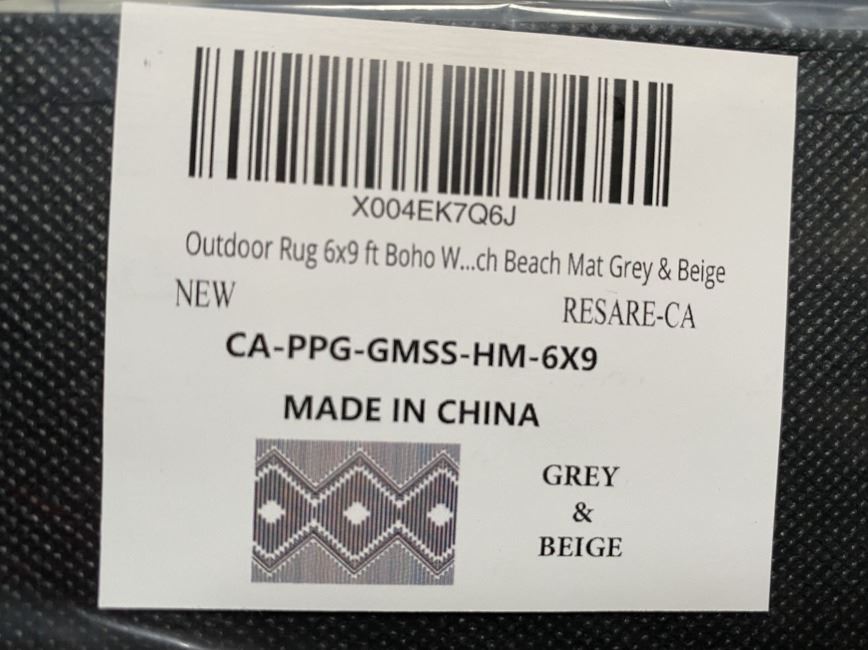 X004EK7Q6J
Outdoor Rug 6x9 ft Boho W...ch Beach Mat Grey & Beige
NEW RESARE-CA
CA-PPG-GMSS-HM-6X9
MADE IN CHINA
GREY
&
BEIGE